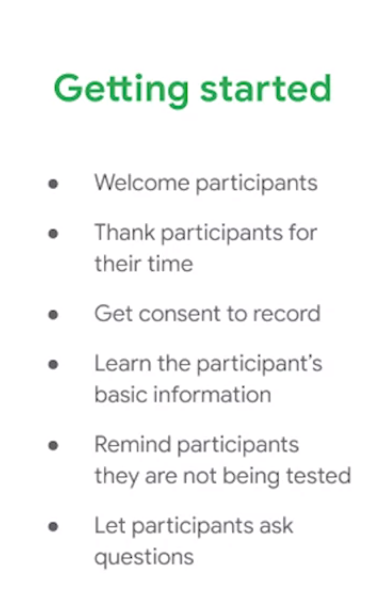 Getting started
• Welcome participants
• Thank participants for
their time
• Get consent to record
• Learn the participant's
basic information
• Remind participants
they are not being tested
• Let participants ask
questions